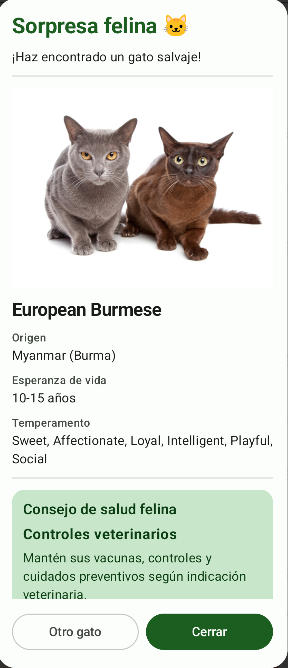 Sorpresa felina 🐱
¡Haz encontrado un gato salvaje!
European Burmese
Origen
Myanmar (Burma)
Esperanza de vida
10-15 años
Temperamento
Sweet, Affectionate, Loyal, Intelligent, Playful,
Social
Consejo de salud felina
Controles veterinarios
Mantén sus vacunas, controles y
cuidados preventivos según indicación
veterinaria.
Otro gato
Cerrar